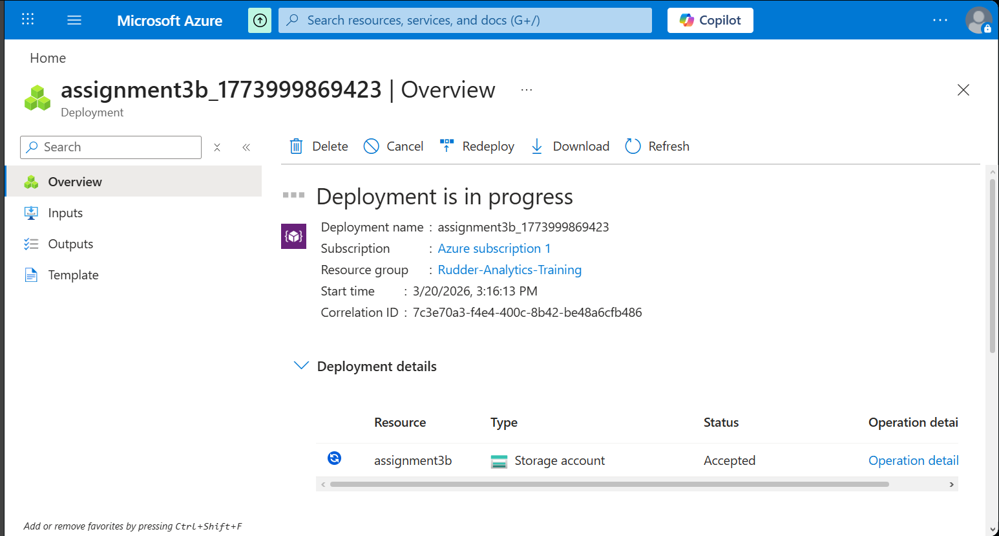 Microsoft Azure
Search resources, services, and docs (G+/)
Copilot
Home
assignment3b_1773999869423 | Overview
Deployment
Search
Delete
Cancel
Redeploy
Download
Refresh
Overview
Inputs
Outputs
Template
Deployment is in progress
Deployment name : assignment3b_1773999869423
Subscription : Azure subscription 1
Resource group : Rudder-Analytics-Training
Start time : 3/20/2026, 3:16:13 PM
Correlation ID : 7c3e70a3-f4e4-400c-8b42-be48a6cfb486
Deployment details
Resource Type Status Operation detai
assignment3b Storage account Accepted Operation detail
Add or remove favorites by pressing Ctrl+Shift+F